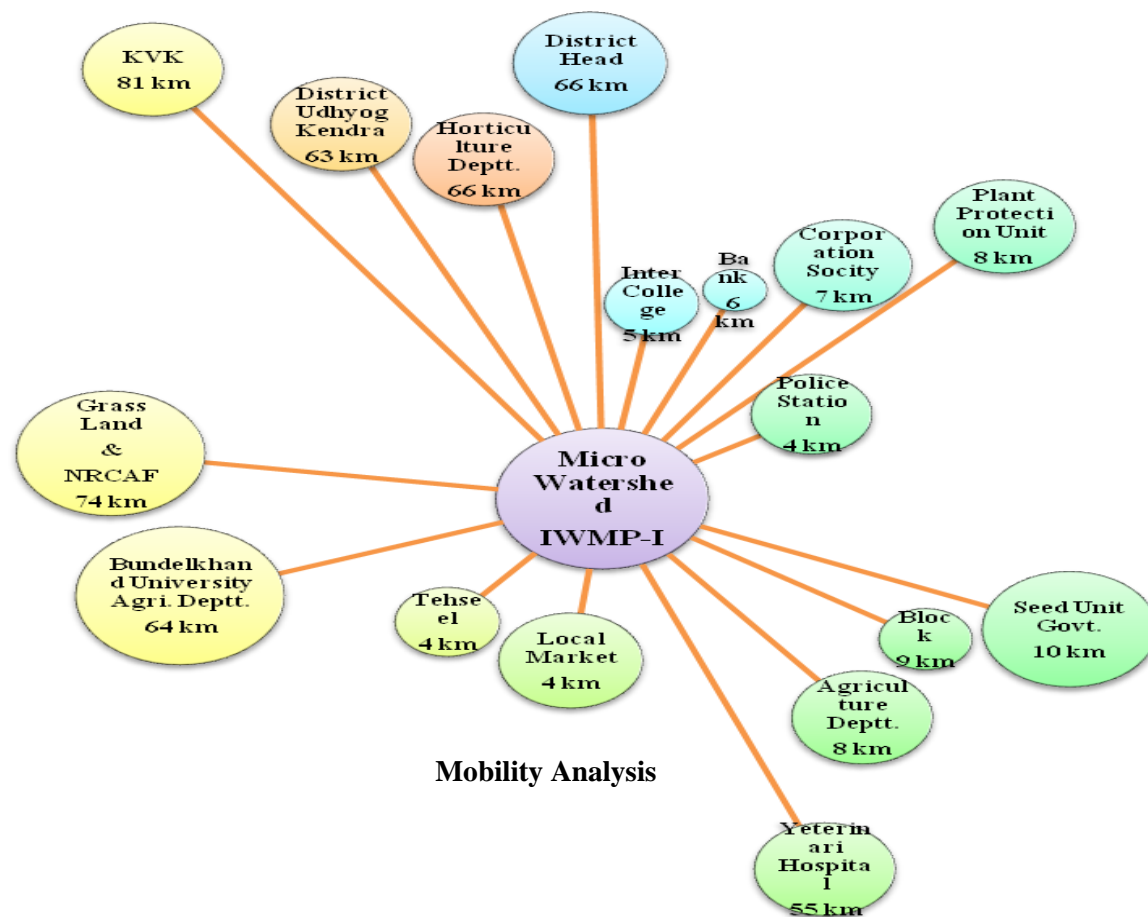 KVK
81 km
District
Udhyog
Kendra
63 km
Horticu
lture
Deptt.
66 km
District
Head
66 km
Inter
Colle
ge
5 km
Ba
nk 6
km
Corpor
ation
Socity
7 km
Plant
Protecti
on Unit
8 km
Police
Statio
n
4 km
Grass
Land
&
NRCAF
74 km
Micro
Watershe
d
IWMP-I
Bundelkhan
d University
Agri. Deptt.
64 km
Tehse
el
4 km
Local
Market
4 km
Seed Unit
Govt.
10 km
Bloc
k
9 km
Agricul
ture
Deptt.
8 km
Mobility Analysis
Yeterin
ari
Hospita
l
55 km